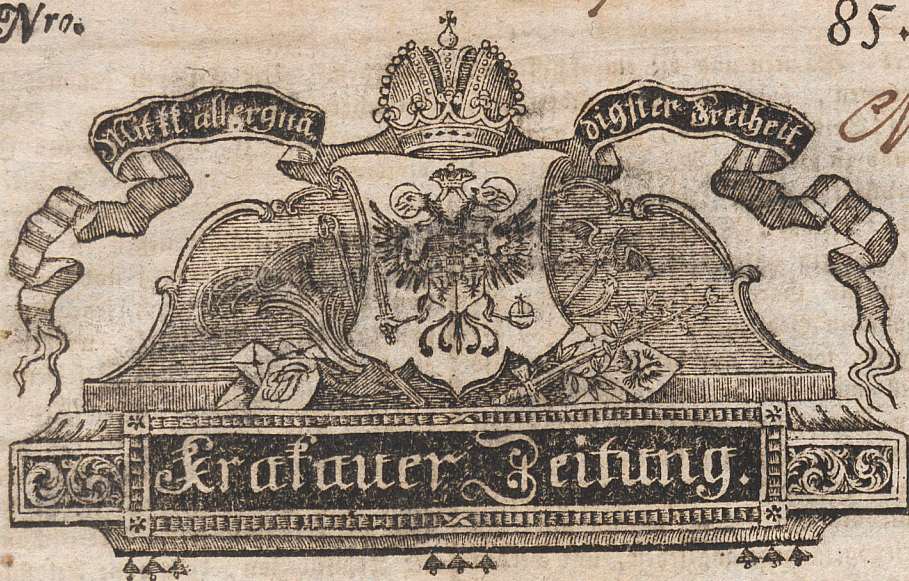 Nro. 85.
Mit kk. allergnä
digster Freiheit
Krakauer Zeitung.